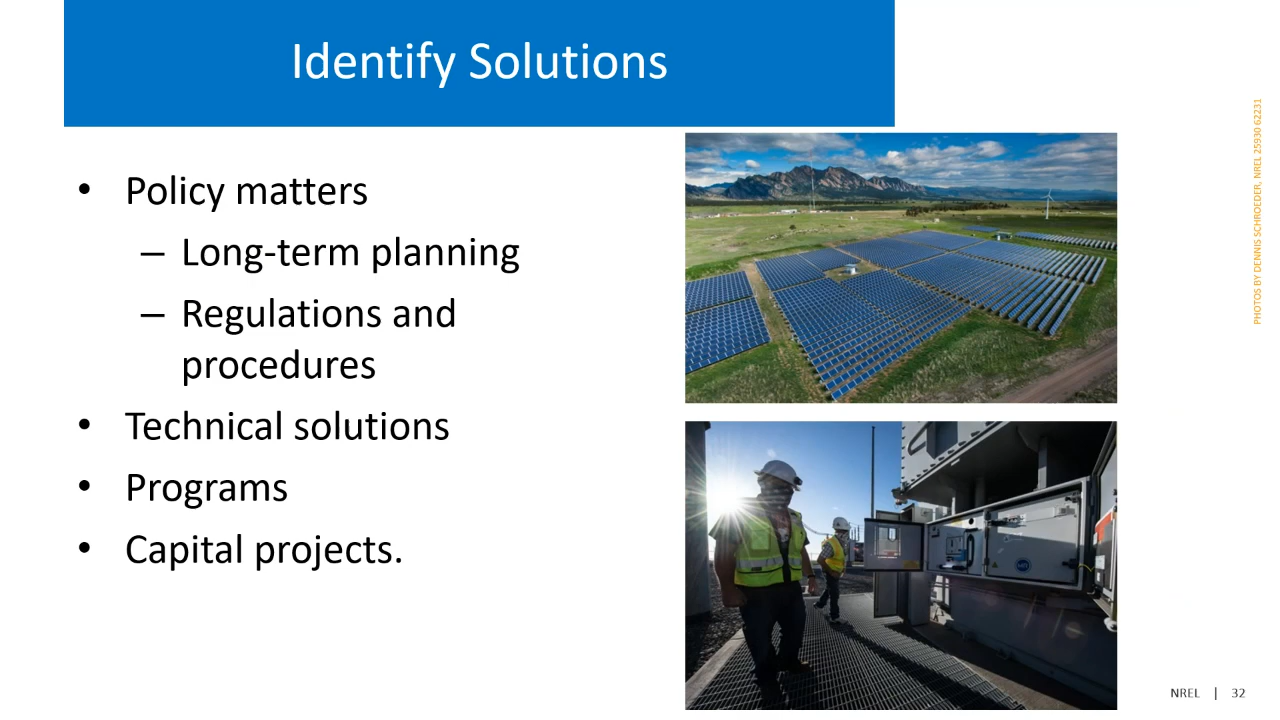 Identify Solutions
• Policy matters
– Long-term planning
– Regulations and
procedures
• Technical solutions
• Programs
• Capital projects.
PHOTOS BY DENNIS SCHROEDER, NREL 25930 62231
NREL | 32